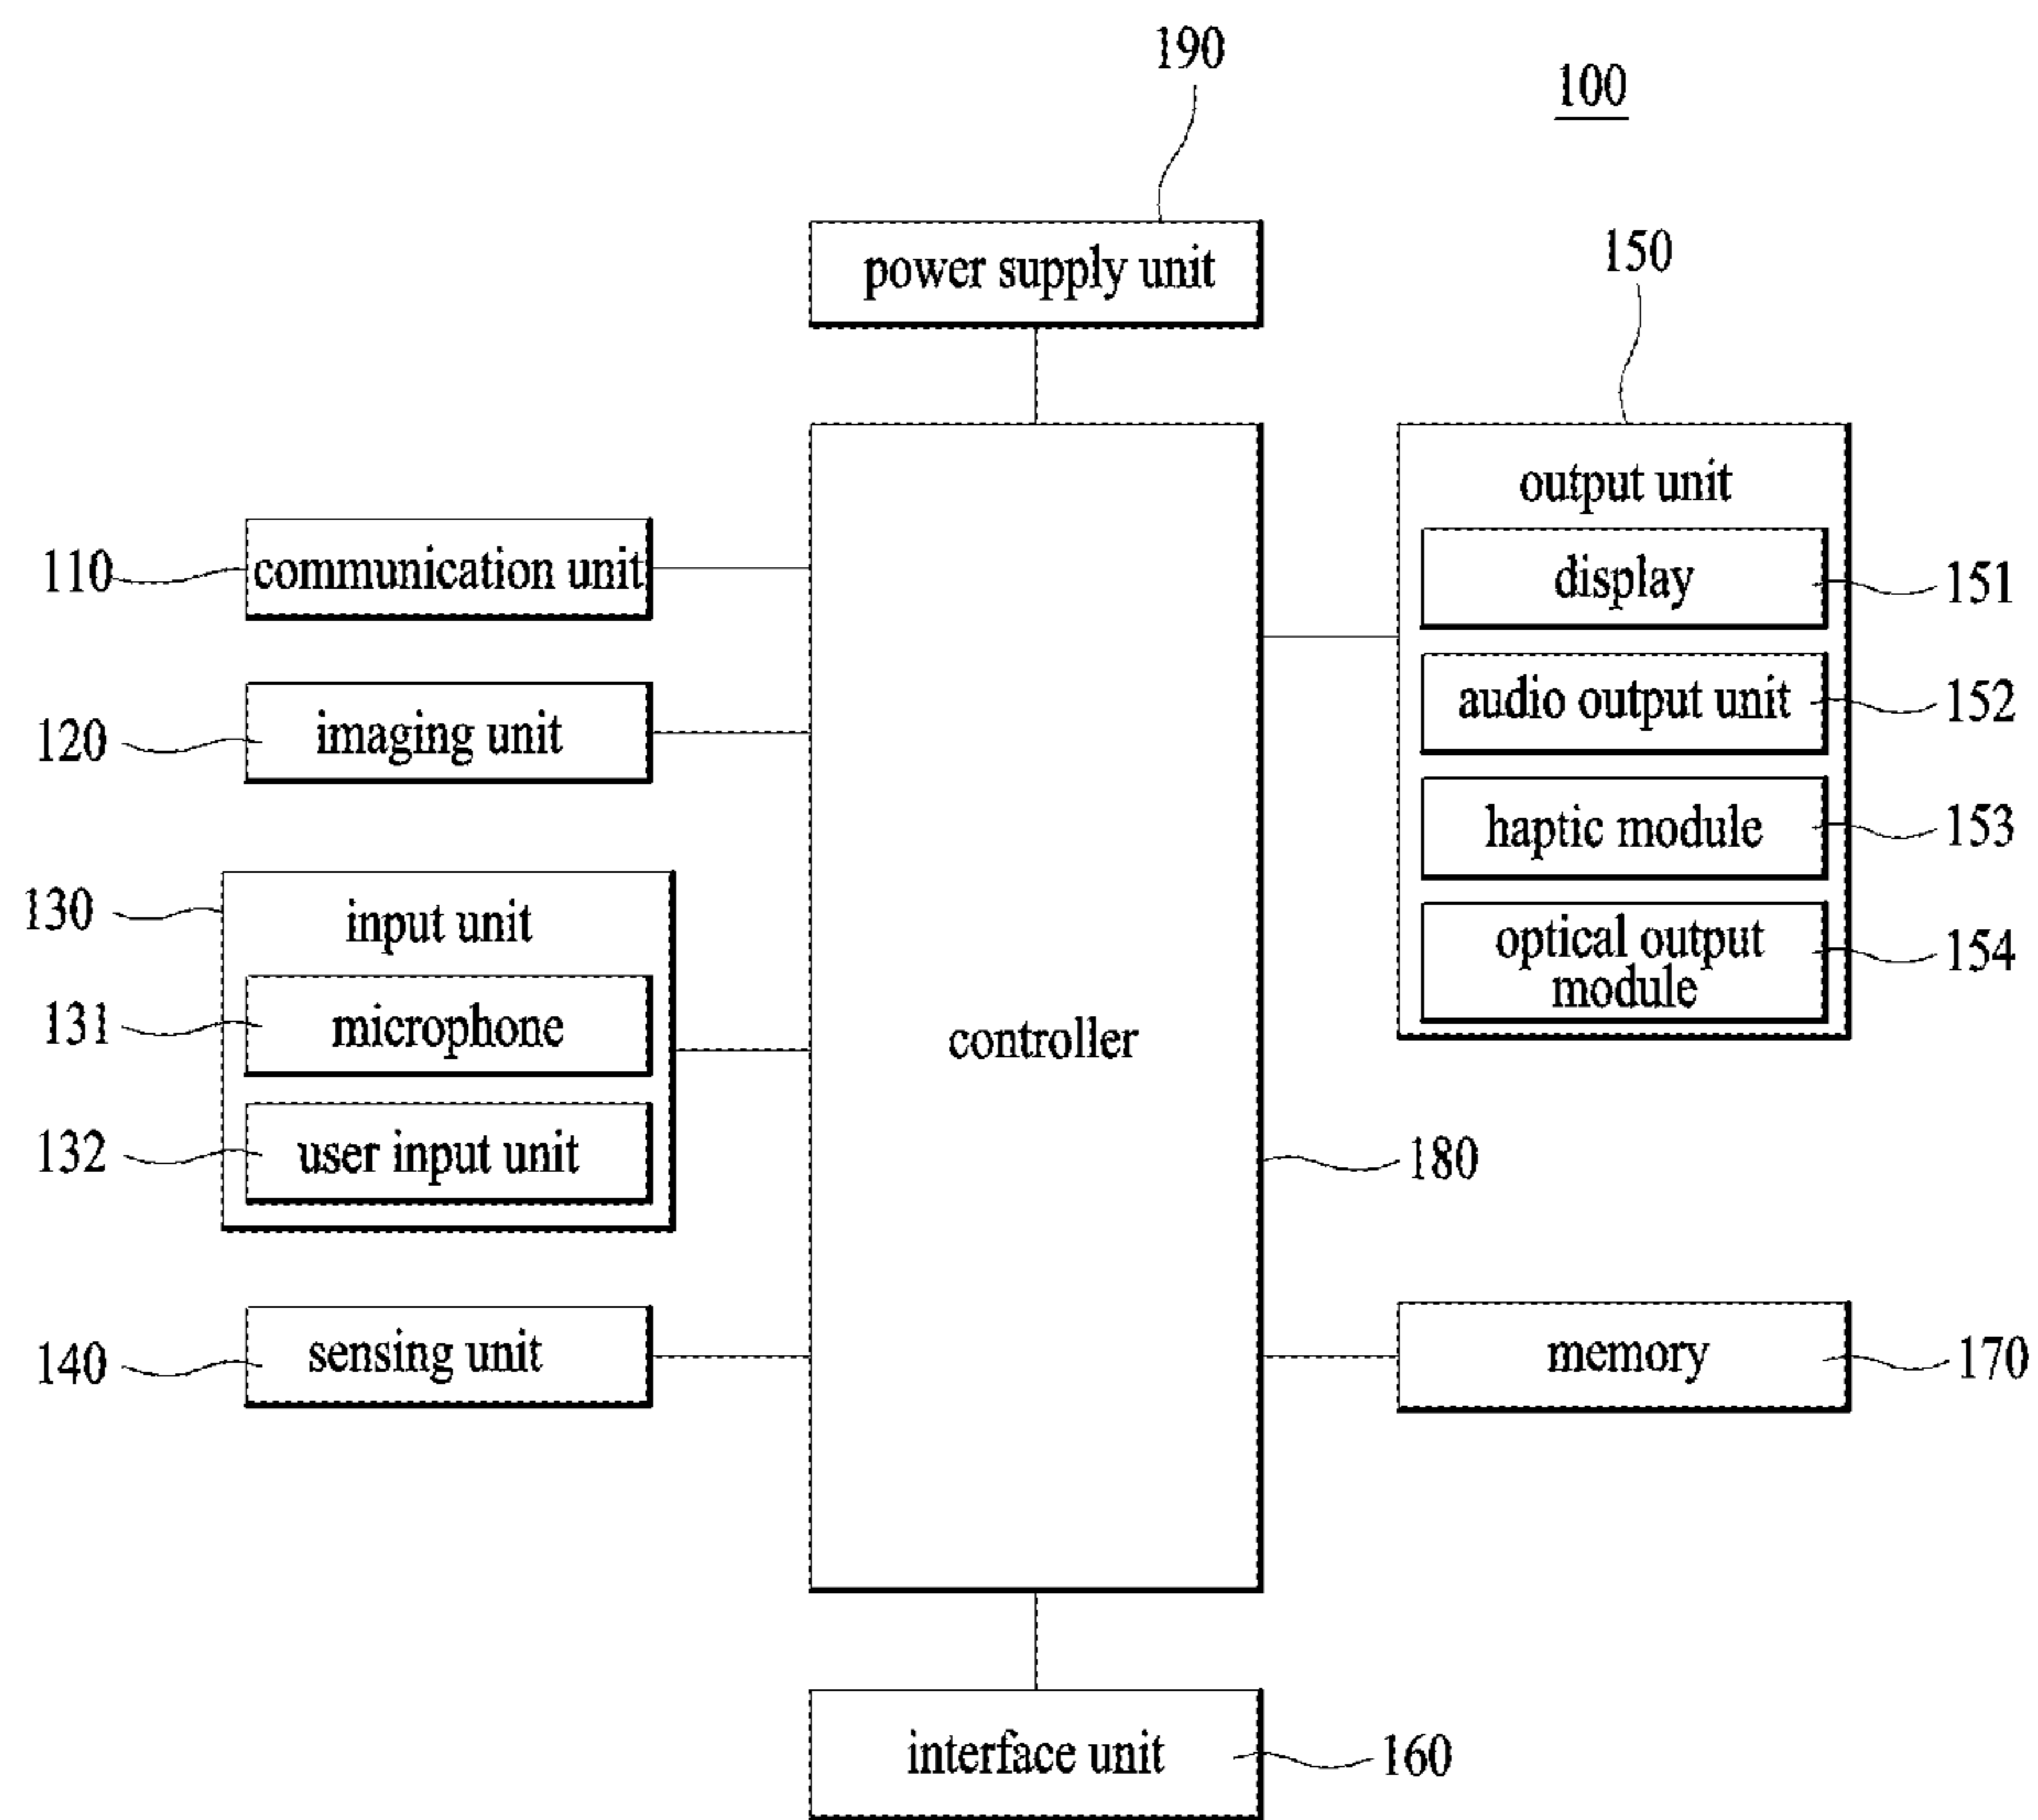 190
100
power supply unit
150
output unit
110
communication unit
display
151
audio output unit
152
120
imaging unit
haptic module
153
130
input unit
optical output
module
154
131
microphone
controller
132
user input unit
180
140
sensing unit
memory
170
interface unit
160